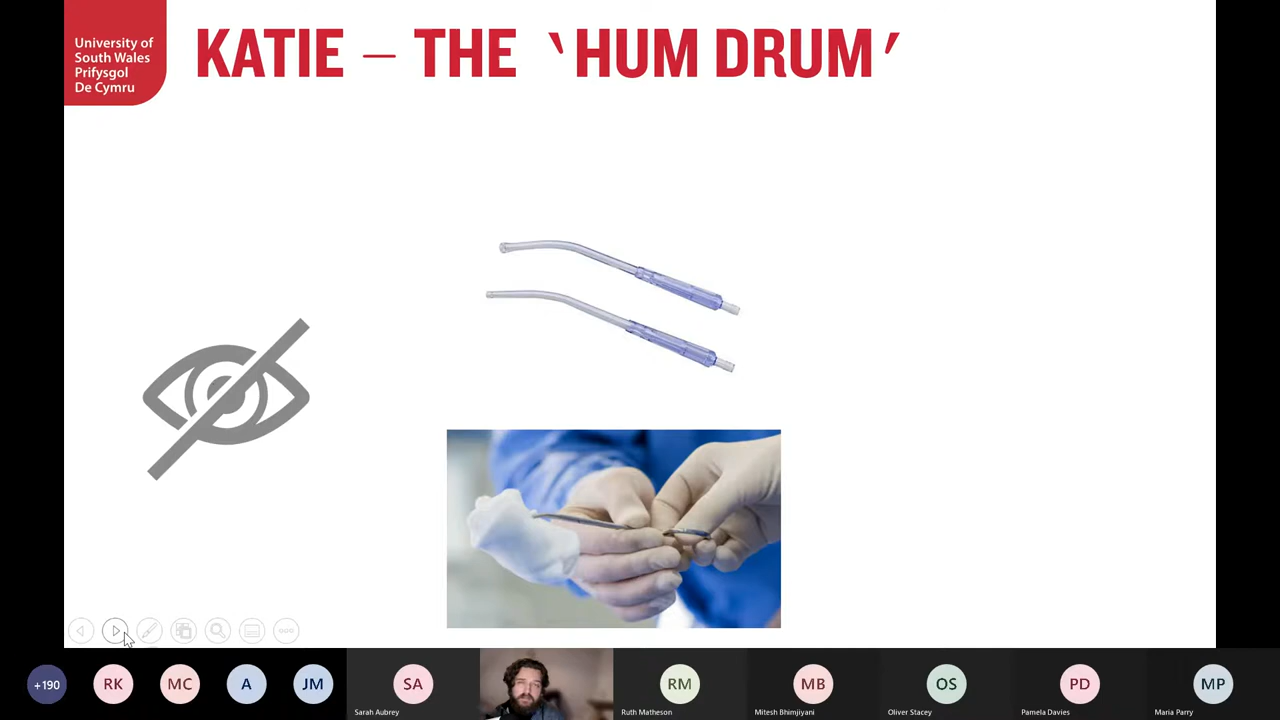 University of
South Wales
Prifysgol
De Cymru
KATIE – THE ‵HUM DRUM′
+190
RK
MC
A
JM
SA
Sarah Aubrey
RM
Ruth Matheson
MB
Mitesh Bhimjiyani
OS
Oliver Stacey
PD
Pamela Davies
MP
Maria Parry